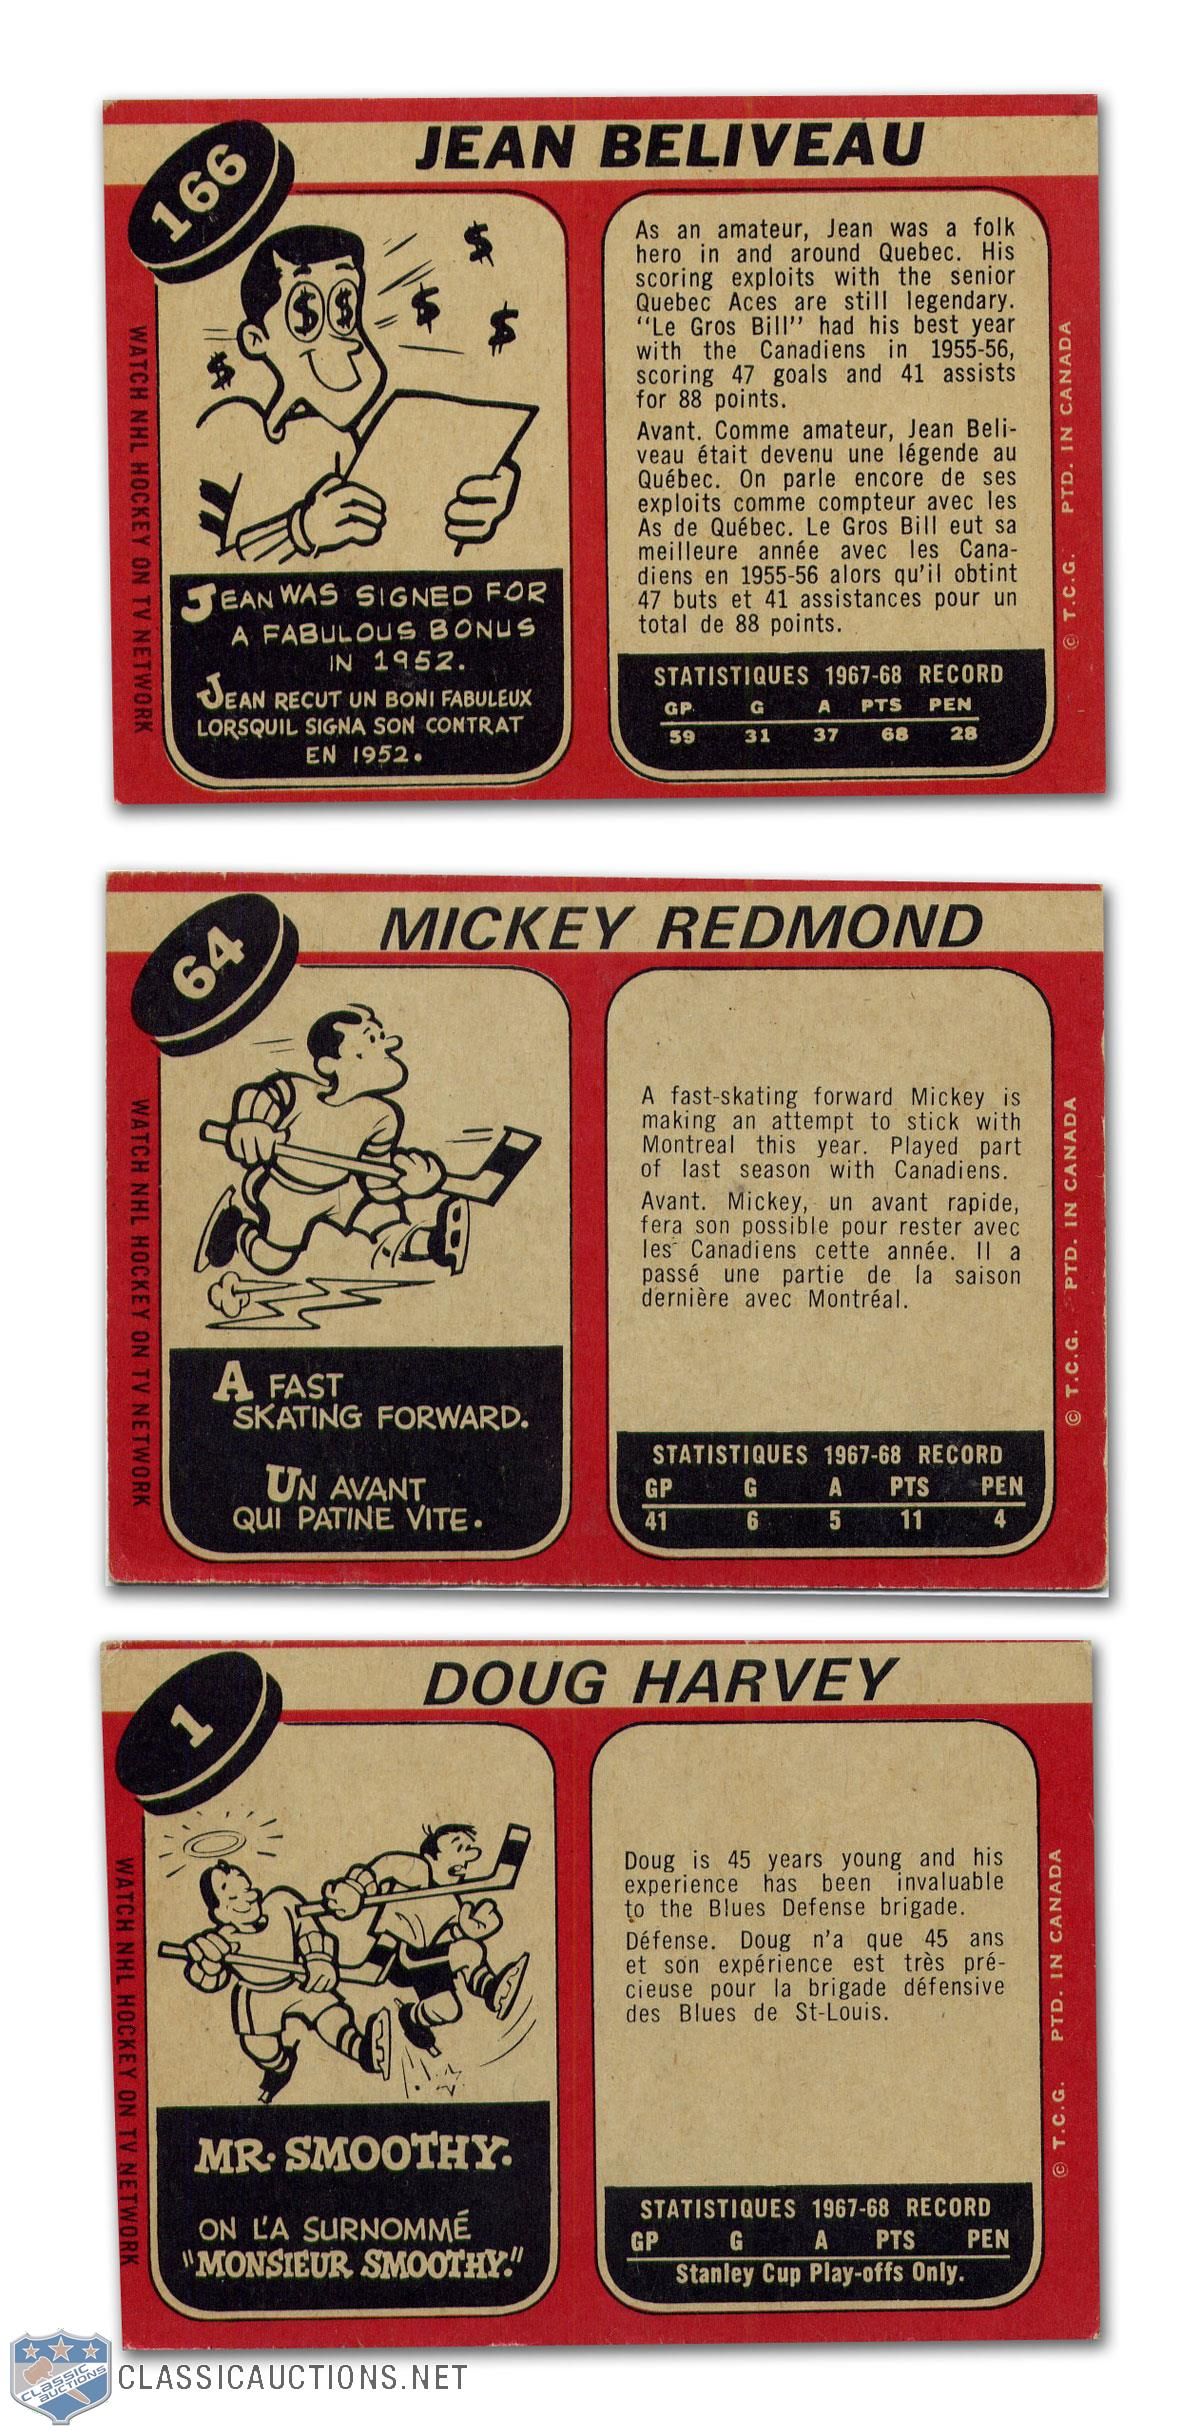 166
JEAN BELIVEAU
WATCH NHL HOCKEY ON TV NETWORK
$
$
$
$
$ $
JEAN WAS SIGNED FOR
A FABULOUS BONUS
IN 1952.
JEAN RECUT UN BONI FABULEUX
LORSQUIL SIGNA SON CONTRAT
EN 1952.
As an amateur, Jean was a folk
hero in and around Quebec. His
scoring exploits with the senior
Quebec Aces are still legendary.
"Le Gros Bill" had his best year
with the Canadiens in 1955-56,
scoring 47 goals and 41 assists
for 88 points.
Avant. Comme amateur, Jean Beli-
veau était devenu une légende au
Québec. On parle encore de ses
exploits comme compteur avec les
As de Québec. Le Gros Bill eut sa
meilleure année avec les Cana-
diens en 1955-56 alors qu'il obtint
47 buts et 41 assistances pour un
total de 88 points.
STATISTIQUES 1967-68 RECORD
GP G A PTS PEN
59 31 37 68 28
© T.C.G. PTD. IN CANADA
64
MICKEY REDMOND
WATCH NHL HOCKEY ON TV NETWORK
A FAST
SKATING FORWARD.
UN AVANT
QUI PATINE VITE.
A fast-skating forward Mickey is
making an attempt to stick with
Montreal this year. Played part
of last season with Canadiens.
Avant. Mickey, un avant rapide,
fera son possible pour rester avec
les Canadiens cette année. Il a
passé une partie de la saison
dernière avec Montréal.
STATISTIQUES 1967-68 RECORD
GP G A PTS PEN
41 6 5 11 4
© T.C.G. PTD. IN CANADA
1
DOUG HARVEY
WATCH NHL HOCKEY ON TV NETWORK
MR. SMOOTHY.
ON L'A SURNOMMÉ
"MONSIEUR SMOOTHY."
Doug is 45 years young and his
experience has been invaluable
to the Blues Defense brigade.
Défense. Doug n'a que 45 ans
et son expérience est très pré-
cieuse pour la brigade défensive
des Blues de St-Louis.
STATISTIQUES 1967-68 RECORD
GP G A PTS PEN
Stanley Cup Play-offs Only.
© T.C.G. PTD. IN CANADA
CLASSIC
AUCTIONS
CLASSICAUCTIONS.NET